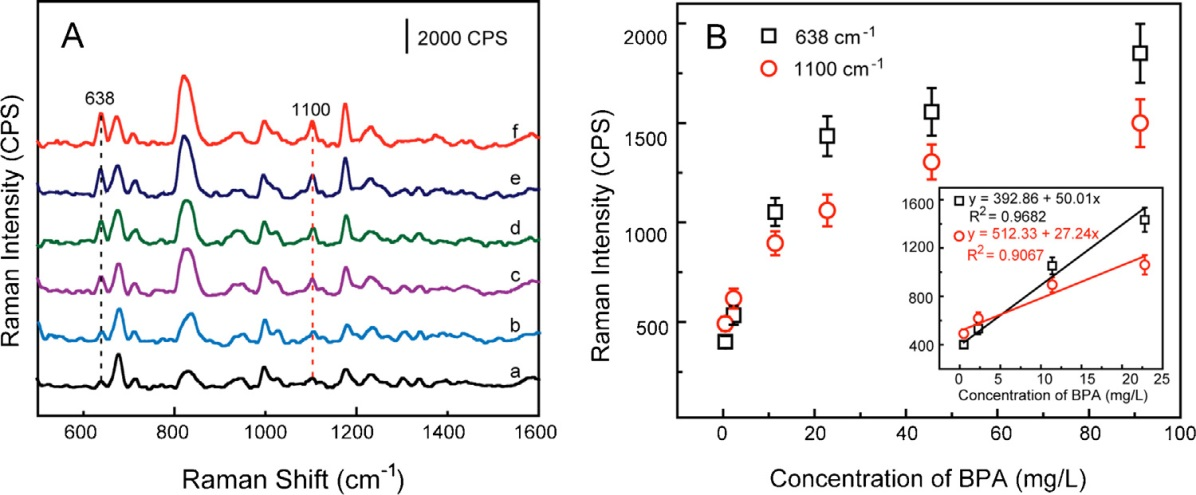 A
2000 CPS
638
1100
f
e
d
c
b
a
Raman Intensity (CPS)
600 800 1000 1200 1400 1600
Raman Shift (cm⁻¹)
B
638 cm⁻¹
1100 cm⁻¹
2000
1500
1000
500
Raman Intensity (CPS)
0 20 40 60 80 100
Concentration of BPA (mg/L)
y = 392.86 + 50.01x
R² = 0.9682
y = 512.33 + 27.24x
R² = 0.9067
1600
1200
800
400
0 5 10 15 20 25
Concentration of BPA (mg/L)